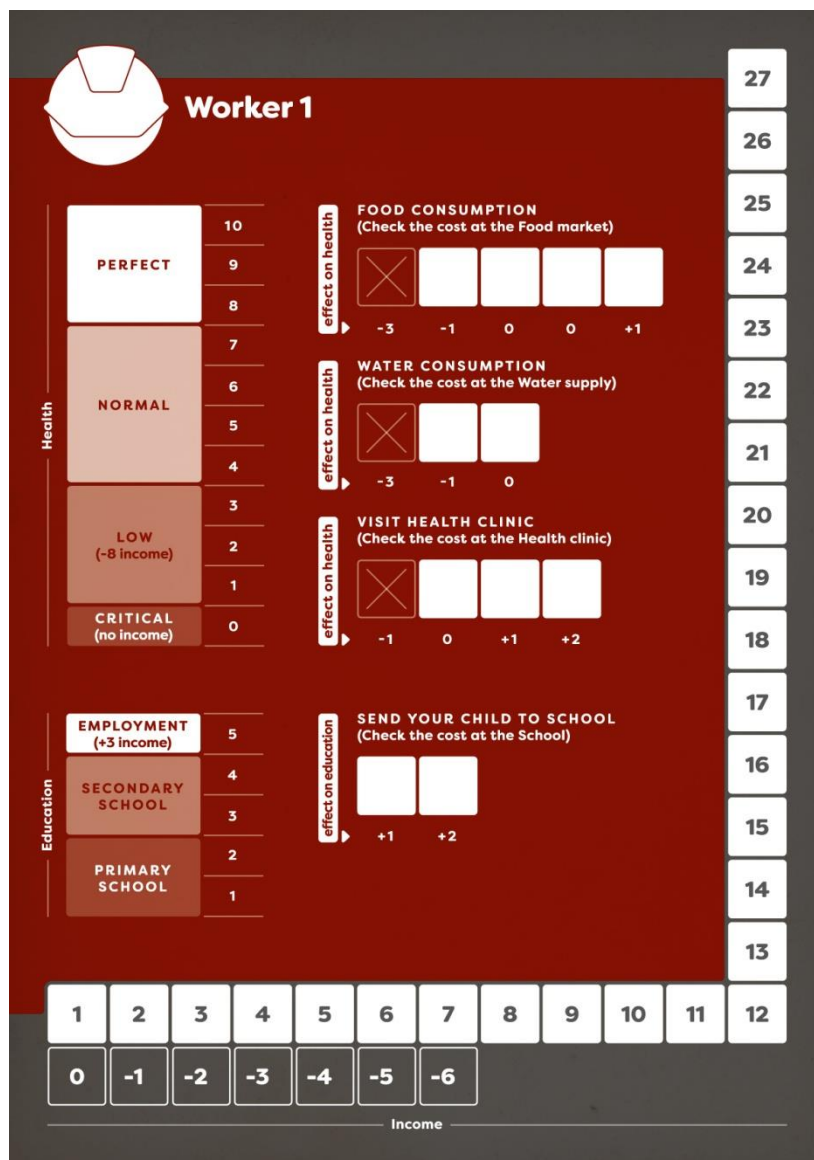 Worker 1
Health
PERFECT
10
9
8
NORMAL
7
6
5
4
LOW
(-8 income)
3
2
1
CRITICAL
(no income)
0
effect on health
FOOD CONSUMPTION
(Check the cost at the Food market)
-3 -1 0 0 +1
effect on health
WATER CONSUMPTION
(Check the cost at the Water supply)
-3 -1 0
effect on health
VISIT HEALTH CLINIC
(Check the cost at the Health clinic)
-1 0 +1 +2
Education
EMPLOYMENT
(+3 income)
5
SECONDARY
SCHOOL
4
3
PRIMARY
SCHOOL
2
1
effect on education
SEND YOUR CHILD TO SCHOOL
(Check the cost at the School)
+1 +2
27
26
25
24
23
22
21
20
19
18
17
16
15
14
13
1 2 3 4 5 6 7 8 9 10 11 12
0 -1 -2 -3 -4 -5 -6
Income